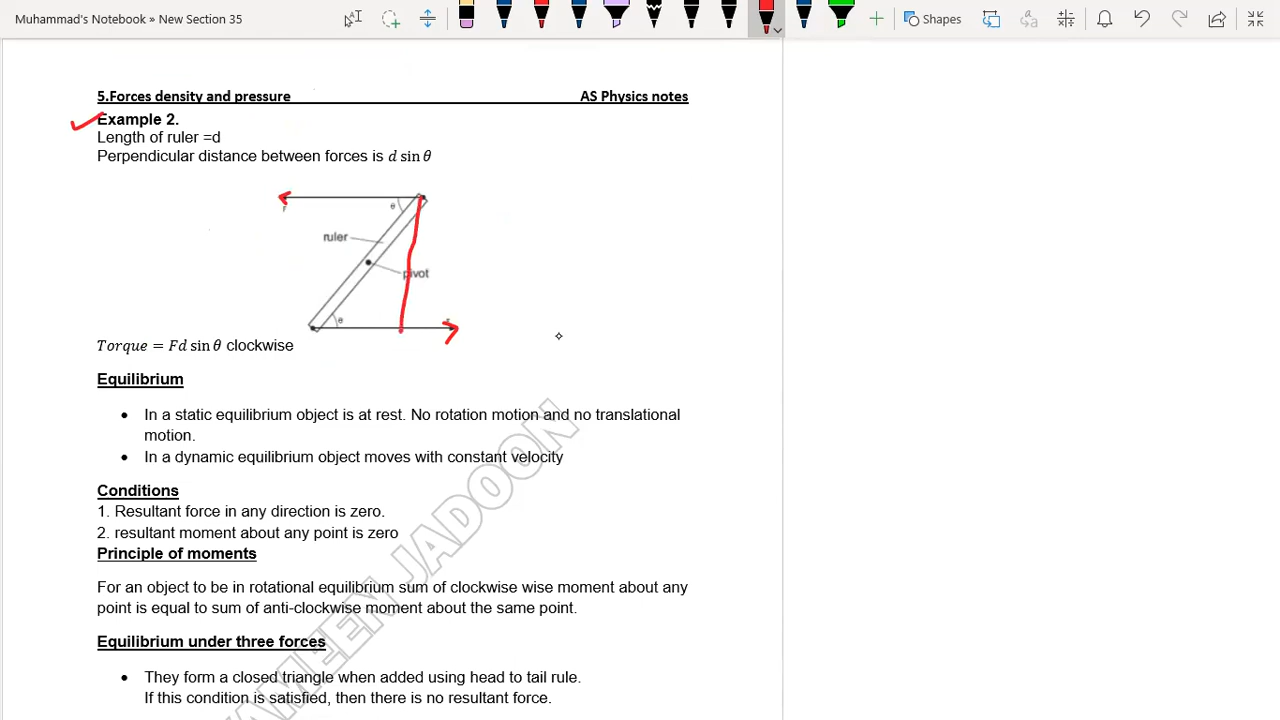 Muhammad's Notebook » New Section 35
Shapes
5.Forces density and pressure AS Physics notes
Example 2.
Length of ruler =d
Perpendicular distance between forces is d sin θ
F
θ
ruler
pivot
θ
Torque = Fd sin θ clockwise
Equilibrium
• In a static equilibrium object is at rest. No rotation motion and no translational
motion.
• In a dynamic equilibrium object moves with constant velocity
Conditions
1. Resultant force in any direction is zero.
2. resultant moment about any point is zero
Principle of moments
For an object to be in rotational equilibrium sum of clockwise wise moment about any
point is equal to sum of anti-clockwise moment about the same point.
Equilibrium under three forces
• They form a closed triangle when added using head to tail rule.
If this condition is satisfied, then there is no resultant force.
YAMEEN JADOON